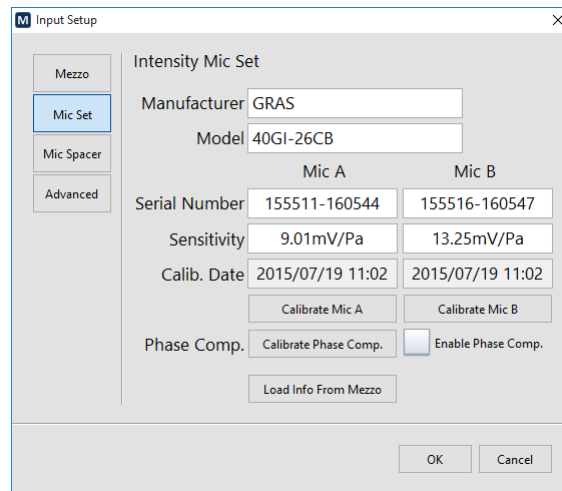 M Input Setup
Mezzo
Mic Set
Mic Spacer
Advanced
Intensity Mic Set
Manufacturer GRAS
Model 40GI-26CB
Mic A Mic B
Serial Number 155511-160544 155516-160547
Sensitivity 9.01mV/Pa 13.25mV/Pa
Calib. Date 2015/07/19 11:02 2015/07/19 11:02
Calibrate Mic A Calibrate Mic B
Phase Comp. Calibrate Phase Comp. Enable Phase Comp.
Load Info From Mezzo
OK Cancel